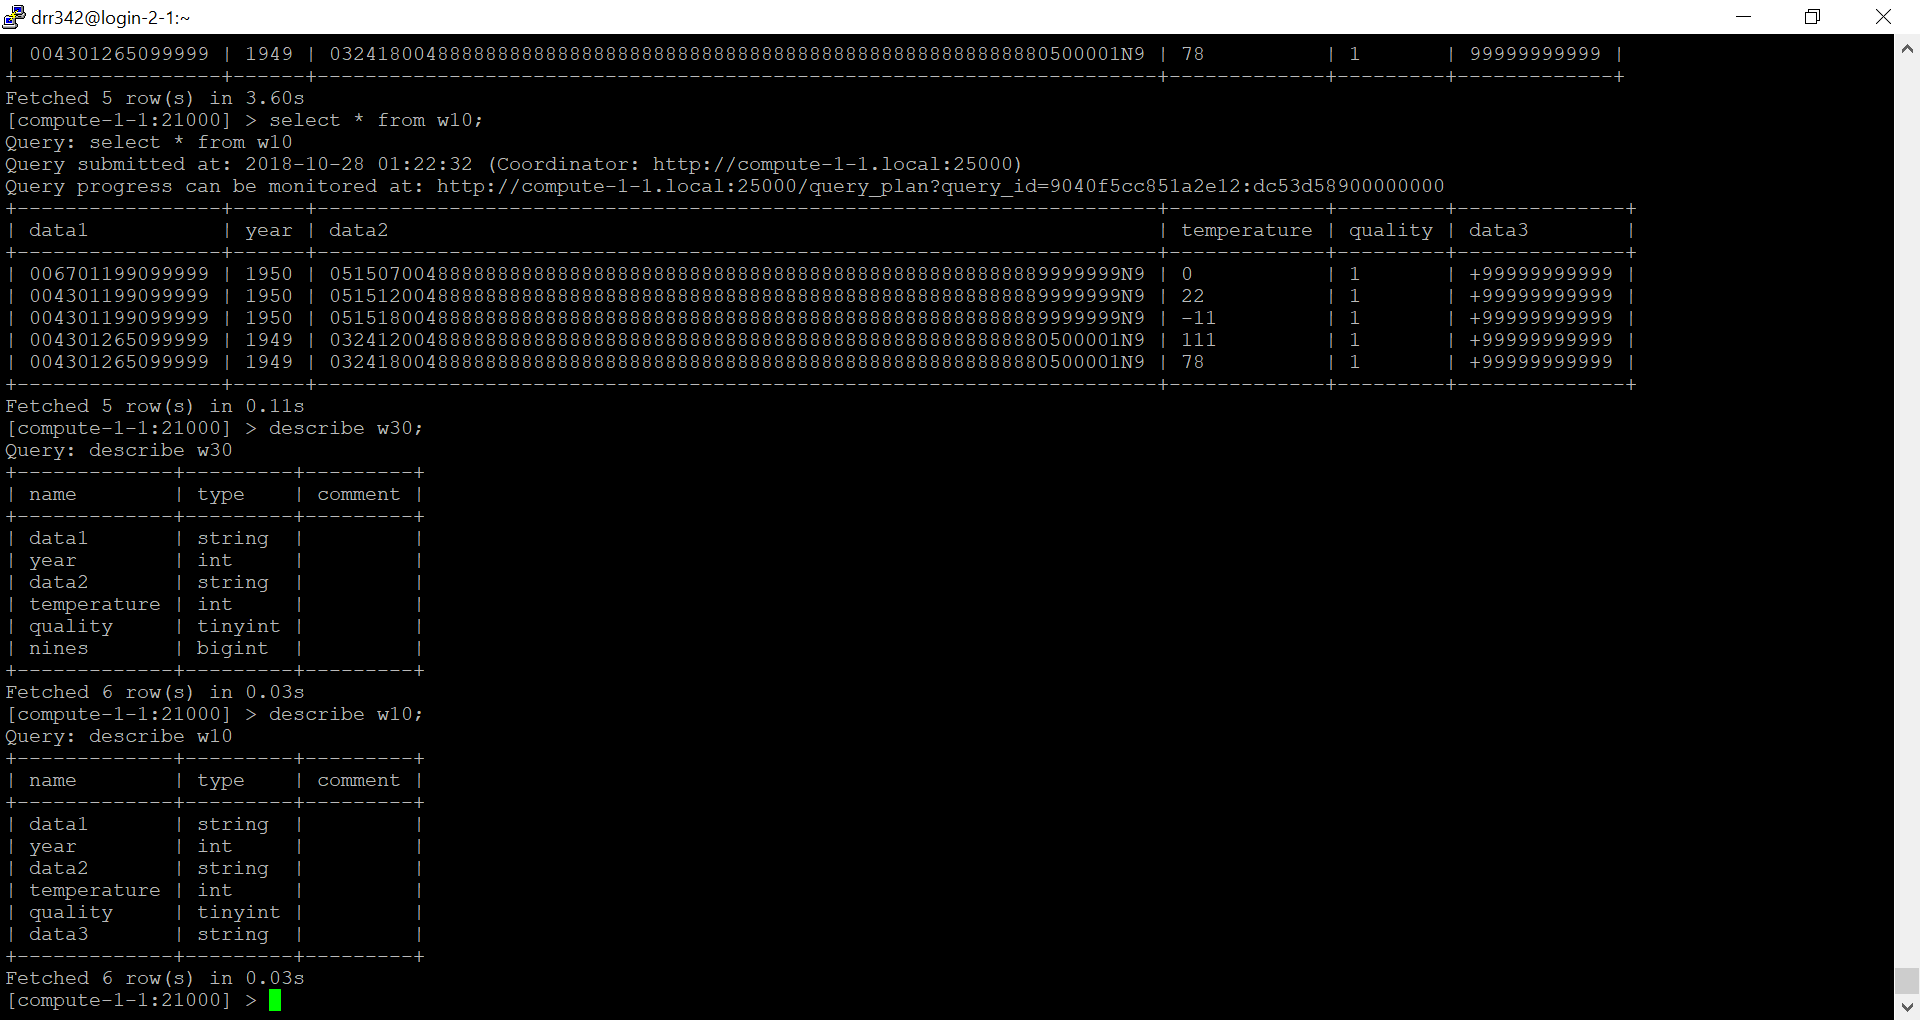 | 004301265099999 | 1949 | 03241800488888888888888888888888888888888888888888888888880500001N9 | 78          | 1       | 99999999999 |
+-----------------+------+----------------------------------------------------------------------+-------------+---------+-------------+
Fetched 5 row(s) in 3.60s
[compute-1-1:21000] > select * from w10;
Query: select * from w10
Query submitted at: 2018-10-28 01:22:32 (Coordinator: http://compute-1-1.local:25000)
Query progress can be monitored at: http://compute-1-1.local:25000/query_plan?query_id=9040f5cc851a2e12:dc53d58900000000
+-----------------+------+----------------------------------------------------------------------+-------------+---------+--------------+
| data1           | year | data2                                                                | temperature | quality | data3        |
+-----------------+------+----------------------------------------------------------------------+-------------+---------+--------------+
| 006701199099999 | 1950 | 05150700488888888888888888888888888888888888888888888888889999999N9 | 0           | 1       | +99999999999 |
| 004301199099999 | 1950 | 05151200488888888888888888888888888888888888888888888888889999999N9 | 22          | 1       | +99999999999 |
| 004301199099999 | 1950 | 05151800488888888888888888888888888888888888888888888888889999999N9 | -11         | 1       | +99999999999 |
| 004301265099999 | 1949 | 03241200488888888888888888888888888888888888888888888888880500001N9 | 111         | 1       | +99999999999 |
| 004301265099999 | 1949 | 03241800488888888888888888888888888888888888888888888888880500001N9 | 78          | 1       | +99999999999 |
+-----------------+------+----------------------------------------------------------------------+-------------+---------+--------------+
Fetched 5 row(s) in 0.11s
[compute-1-1:21000] > describe w30;
Query: describe w30
+-------------+---------+---------+
| name        | type    | comment |
+-------------+---------+---------+
| data1       | string  |         |
| year        | int     |         |
| data2       | string  |         |
| temperature | int     |         |
| quality     | tinyint |         |
| nines       | bigint  |         |
+-------------+---------+---------+
Fetched 6 row(s) in 0.03s
[compute-1-1:21000] > describe w10;
Query: describe w10
+-------------+---------+---------+
| name        | type    | comment |
+-------------+---------+---------+
| data1       | string  |         |
| year        | int     |         |
| data2       | string  |         |
| temperature | int     |         |
| quality     | tinyint |         |
| data3       | string  |         |
+-------------+---------+---------+
Fetched 6 row(s) in 0.03s
[compute-1-1:21000] >
drr342@login-2-1:~